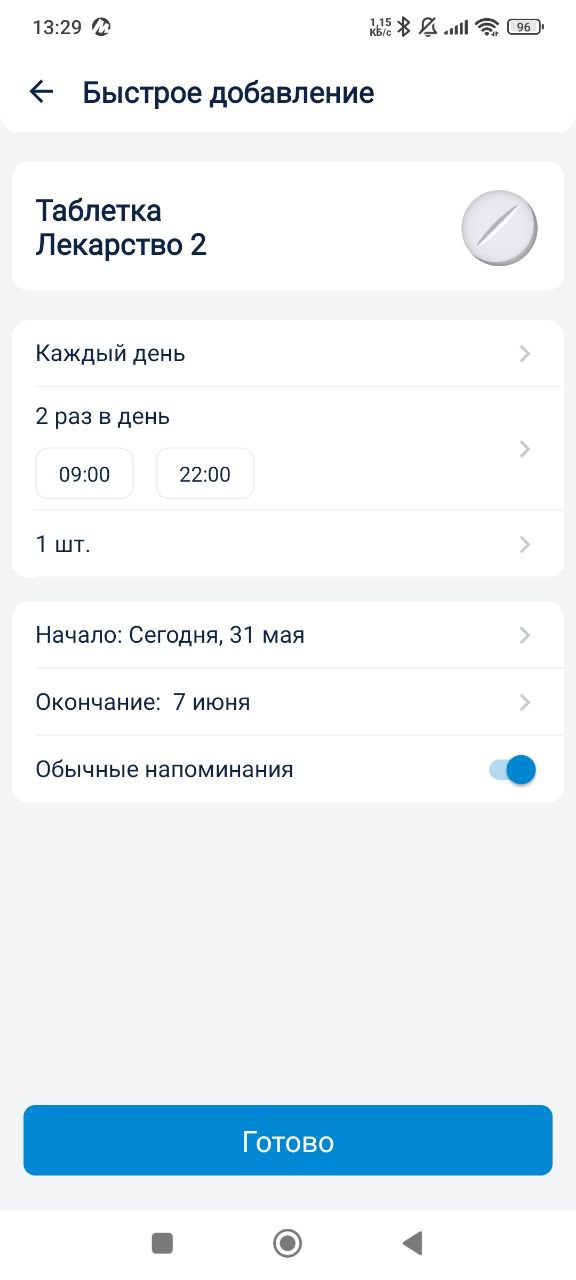 13:29
1,15
КБ/с
96
Быстрое добавление
Таблетка
Лекарство 2
Каждый день
2 раз в день
09:00 22:00
1 шт.
Начало: Сегодня, 31 мая
Окончание: 7 июня
Обычные напоминания
Готово